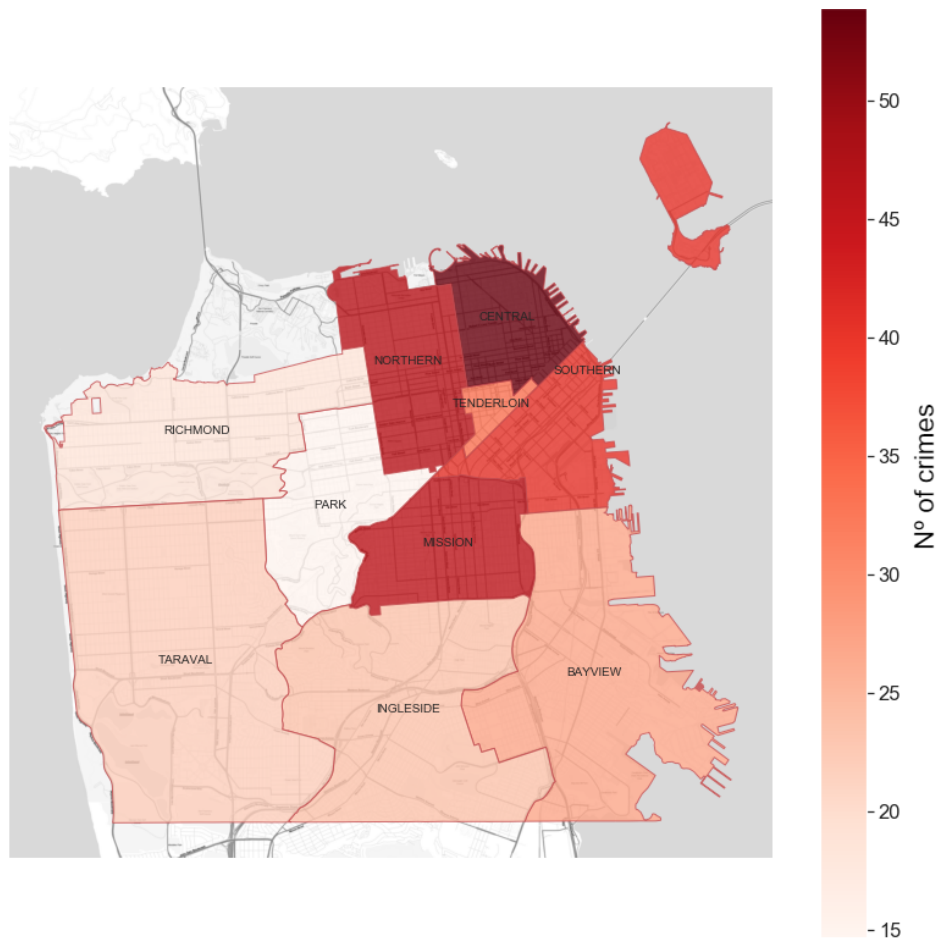 50
45
40
35
30
25
20
15
Nº of crimes
CENTRAL
NORTHERN
SOUTHERN
TENDERLOIN
RICHMOND
PARK
MISSION
TARAVAL
BAYVIEW
INGLESIDE